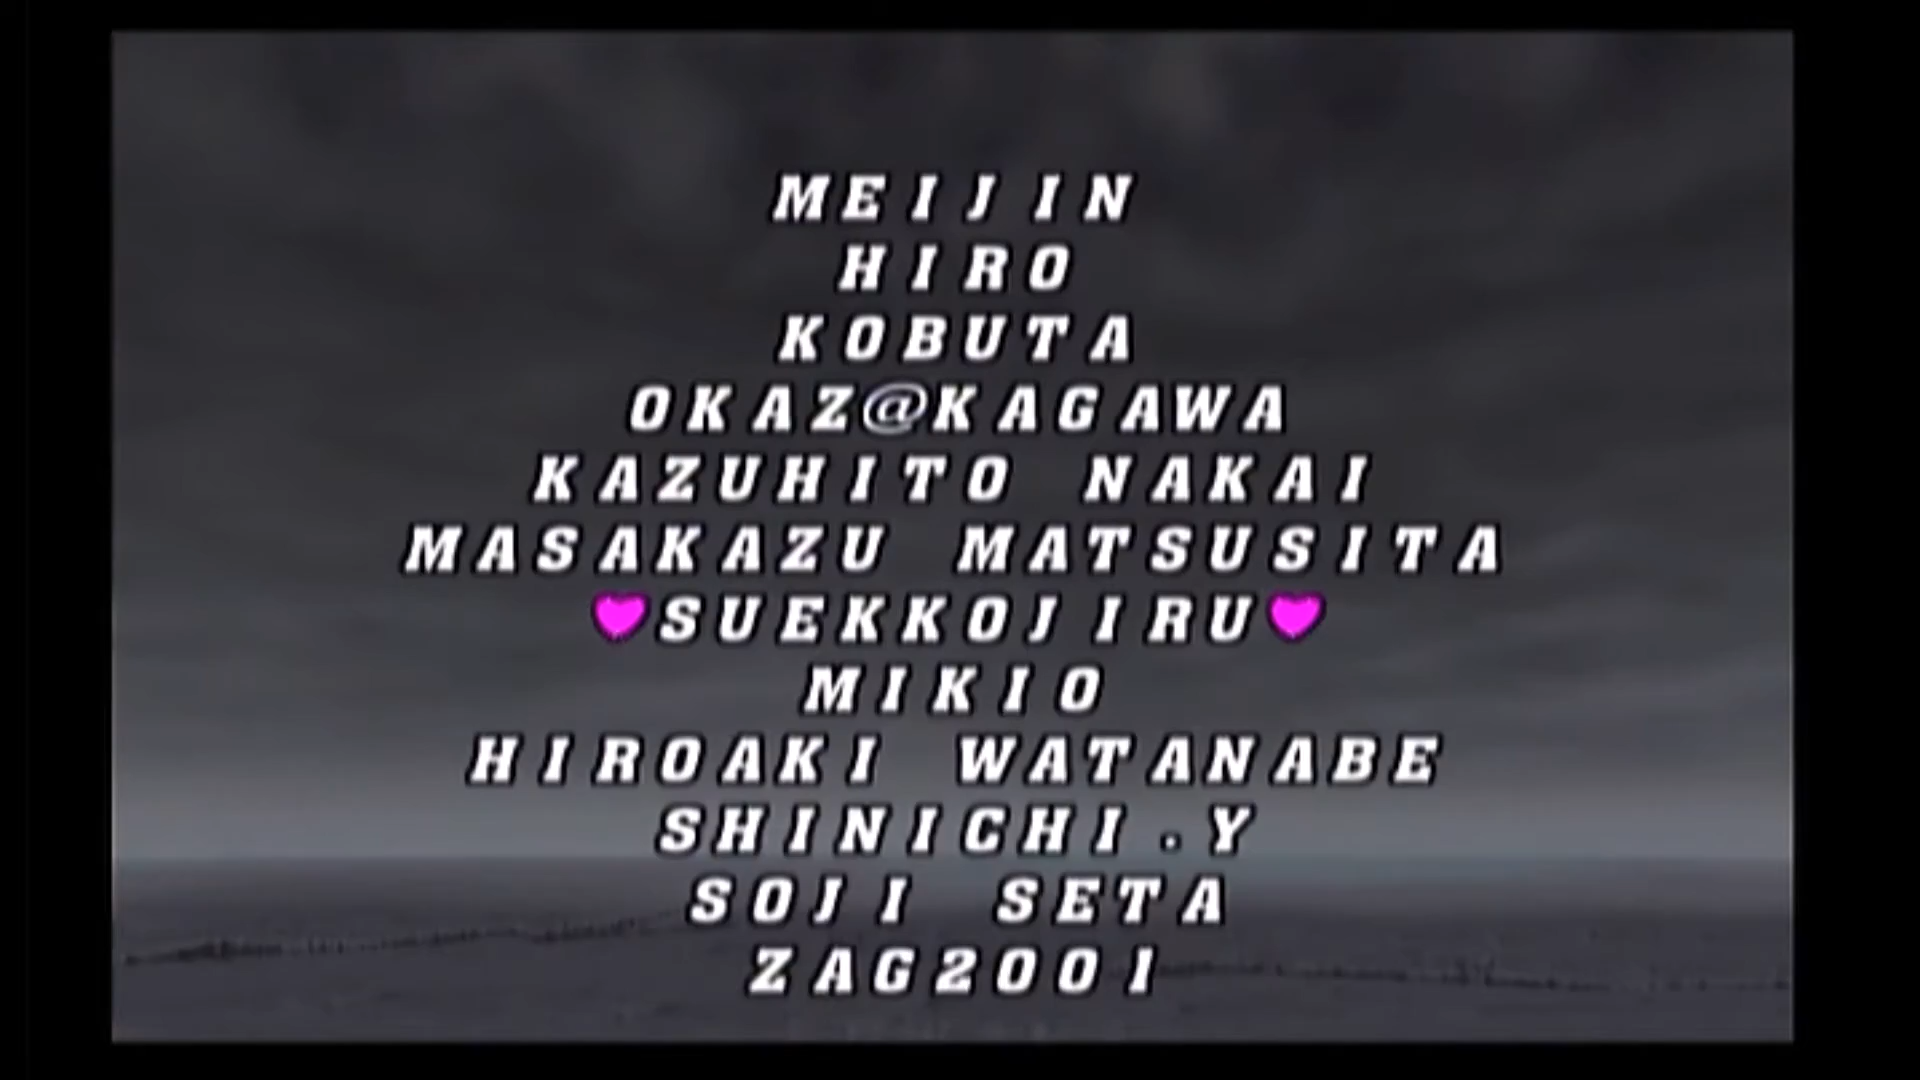 MEIJIN
HIRO
KOBUTA
OKAZ@KAGAWA
KAZUHITO NAKAI
MASAKAZU MATSUSITA
♥SUEKKOJIRU♥
MIKIO
HIROAKI WATANABE
SHINICHI.Y
SOJI SETA
ZAG2001